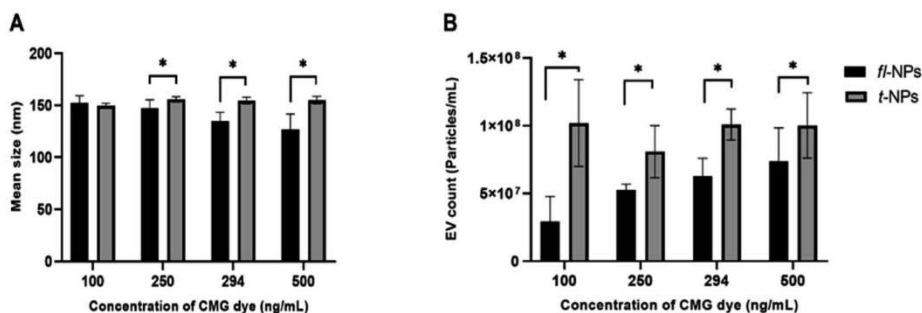 A
Mean size (nm)
200
150
100
50
0
* * *
100 250 294 500
Concentration of CMG dye (ng/mL)
B
EV count (Particles/mL)
1.5×10⁸
1×10⁸
5×10⁷
0
* * * *
100 250 294 500
Concentration of CMG dye (ng/mL)
fl-NPs
t-NPs